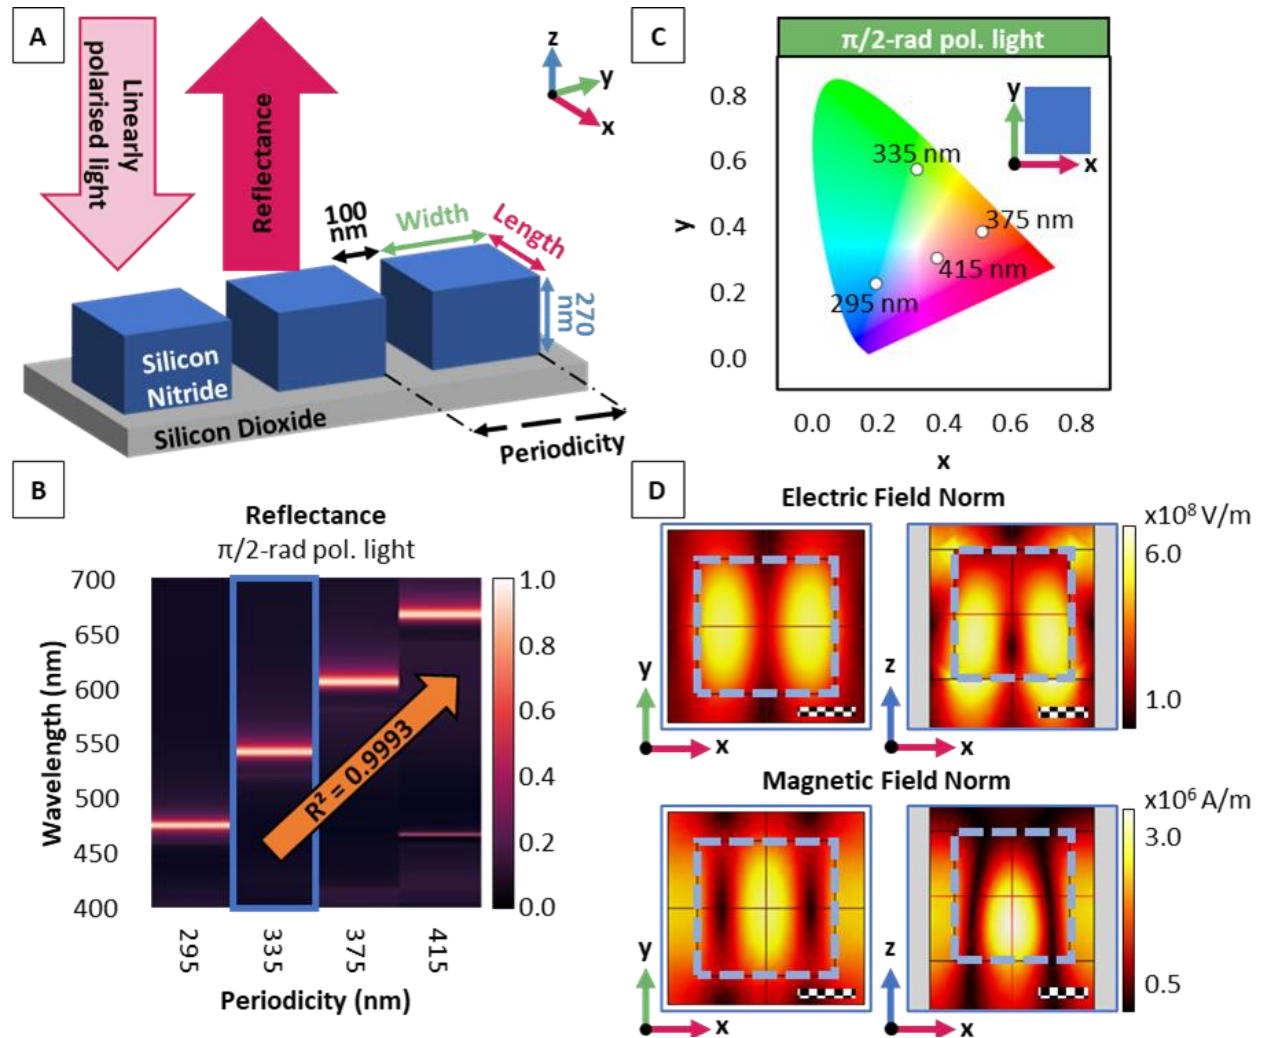 A
Linearly
polarised light
Reflectance
z
y
x
100
nm
Width
Length
270
nm
Silicon
Nitride
Silicon Dioxide
Periodicity
B
Reflectance
π/2-rad pol. light
Wavelength (nm)
700
650
600
550
500
450
400
R² = 0.9993
1.0
0.8
0.6
0.4
0.2
0.0
295
335
375
415
Periodicity (nm)
C
π/2-rad pol. light
y
0.8
0.6
0.4
0.2
0.0
335 nm
375 nm
415 nm
295 nm
y
x
0.0 0.2 0.4 0.6 0.8
x
D
Electric Field Norm
x10⁸ V/m
6.0
1.0
y
x
z
x
Magnetic Field Norm
x10⁶ A/m
3.0
0.5
y
x
z
x